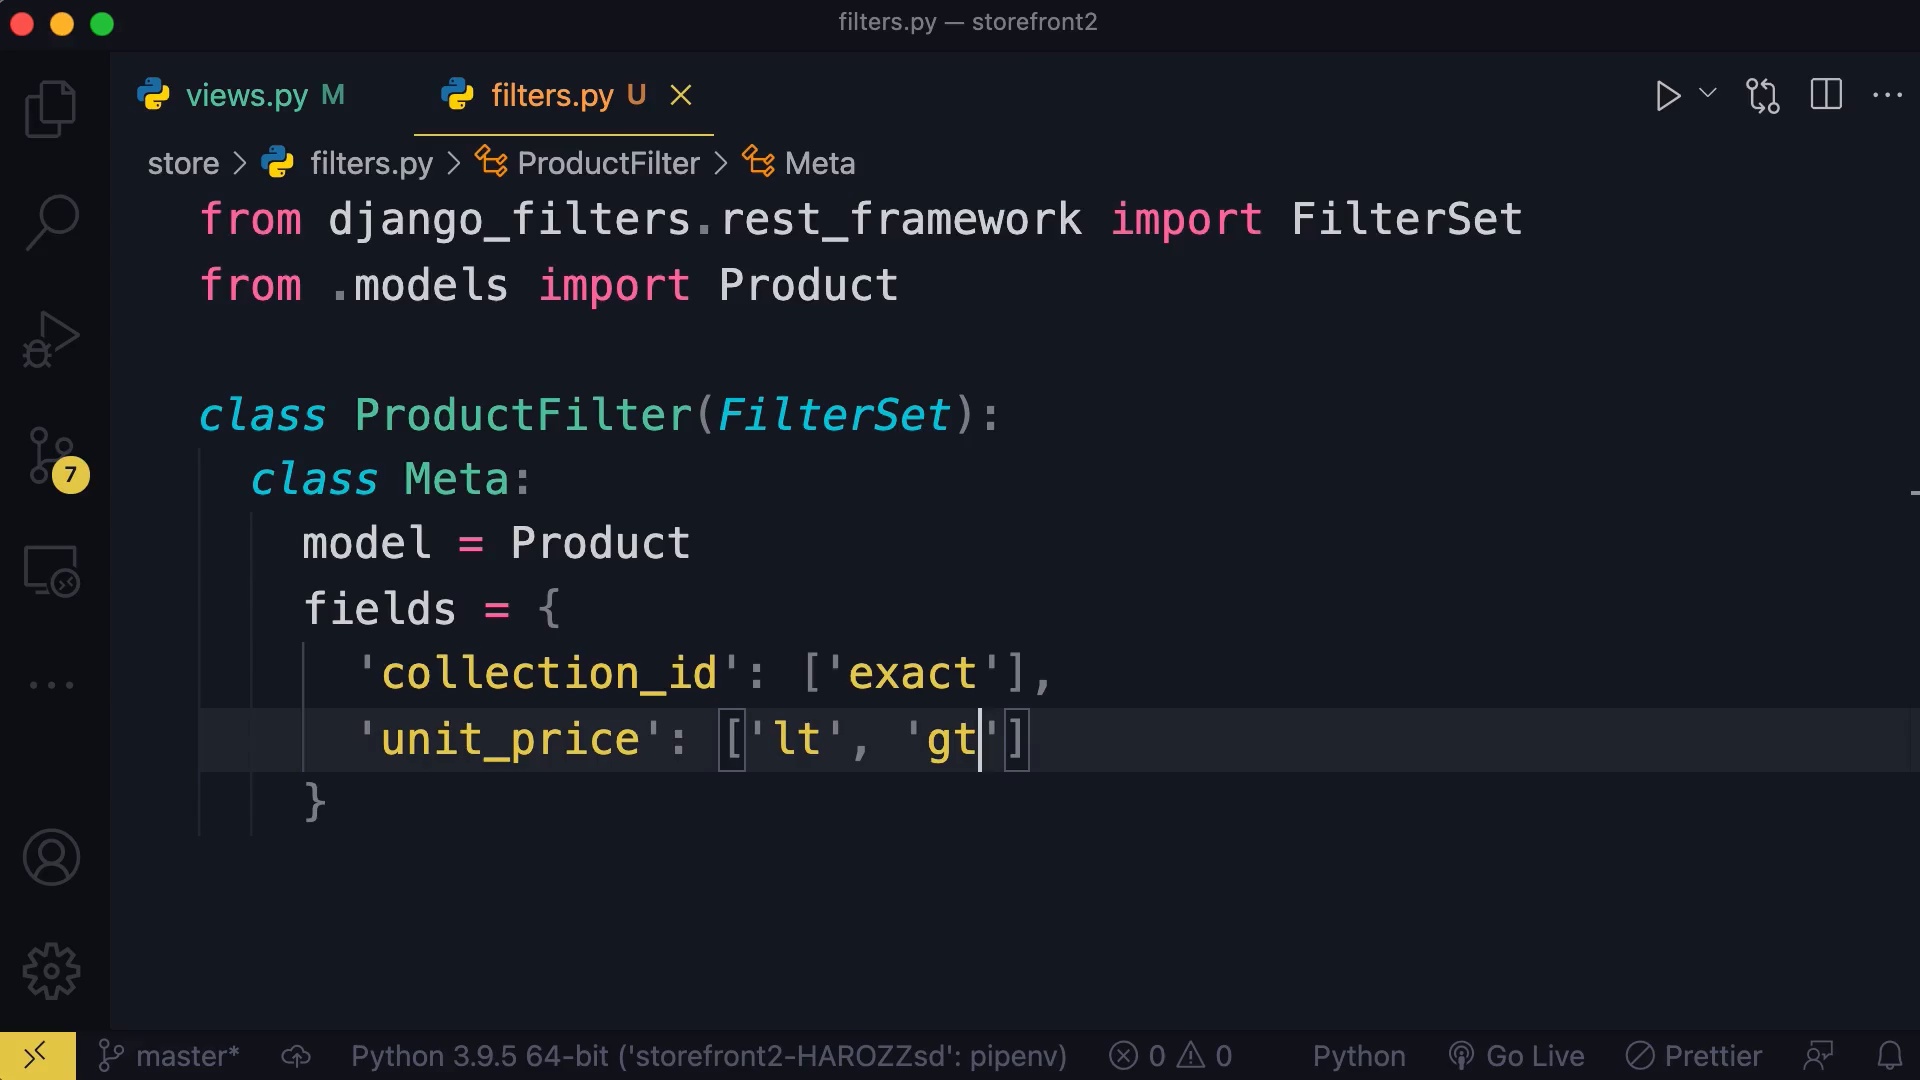 filters.py — storefront2
views.py M filters.py U
store > filters.py > ProductFilter > Meta
from django_filters.rest_framework import FilterSet
from .models import Product
class ProductFilter(FilterSet):
class Meta:
model = Product
fields = {
'collection_id': ['exact'],
'unit_price': ['lt', 'gt']
}
7
master* Python 3.9.5 64-bit ('storefront2-HAROZZsd': pipenv) 0 0 Python Go Live Prettier